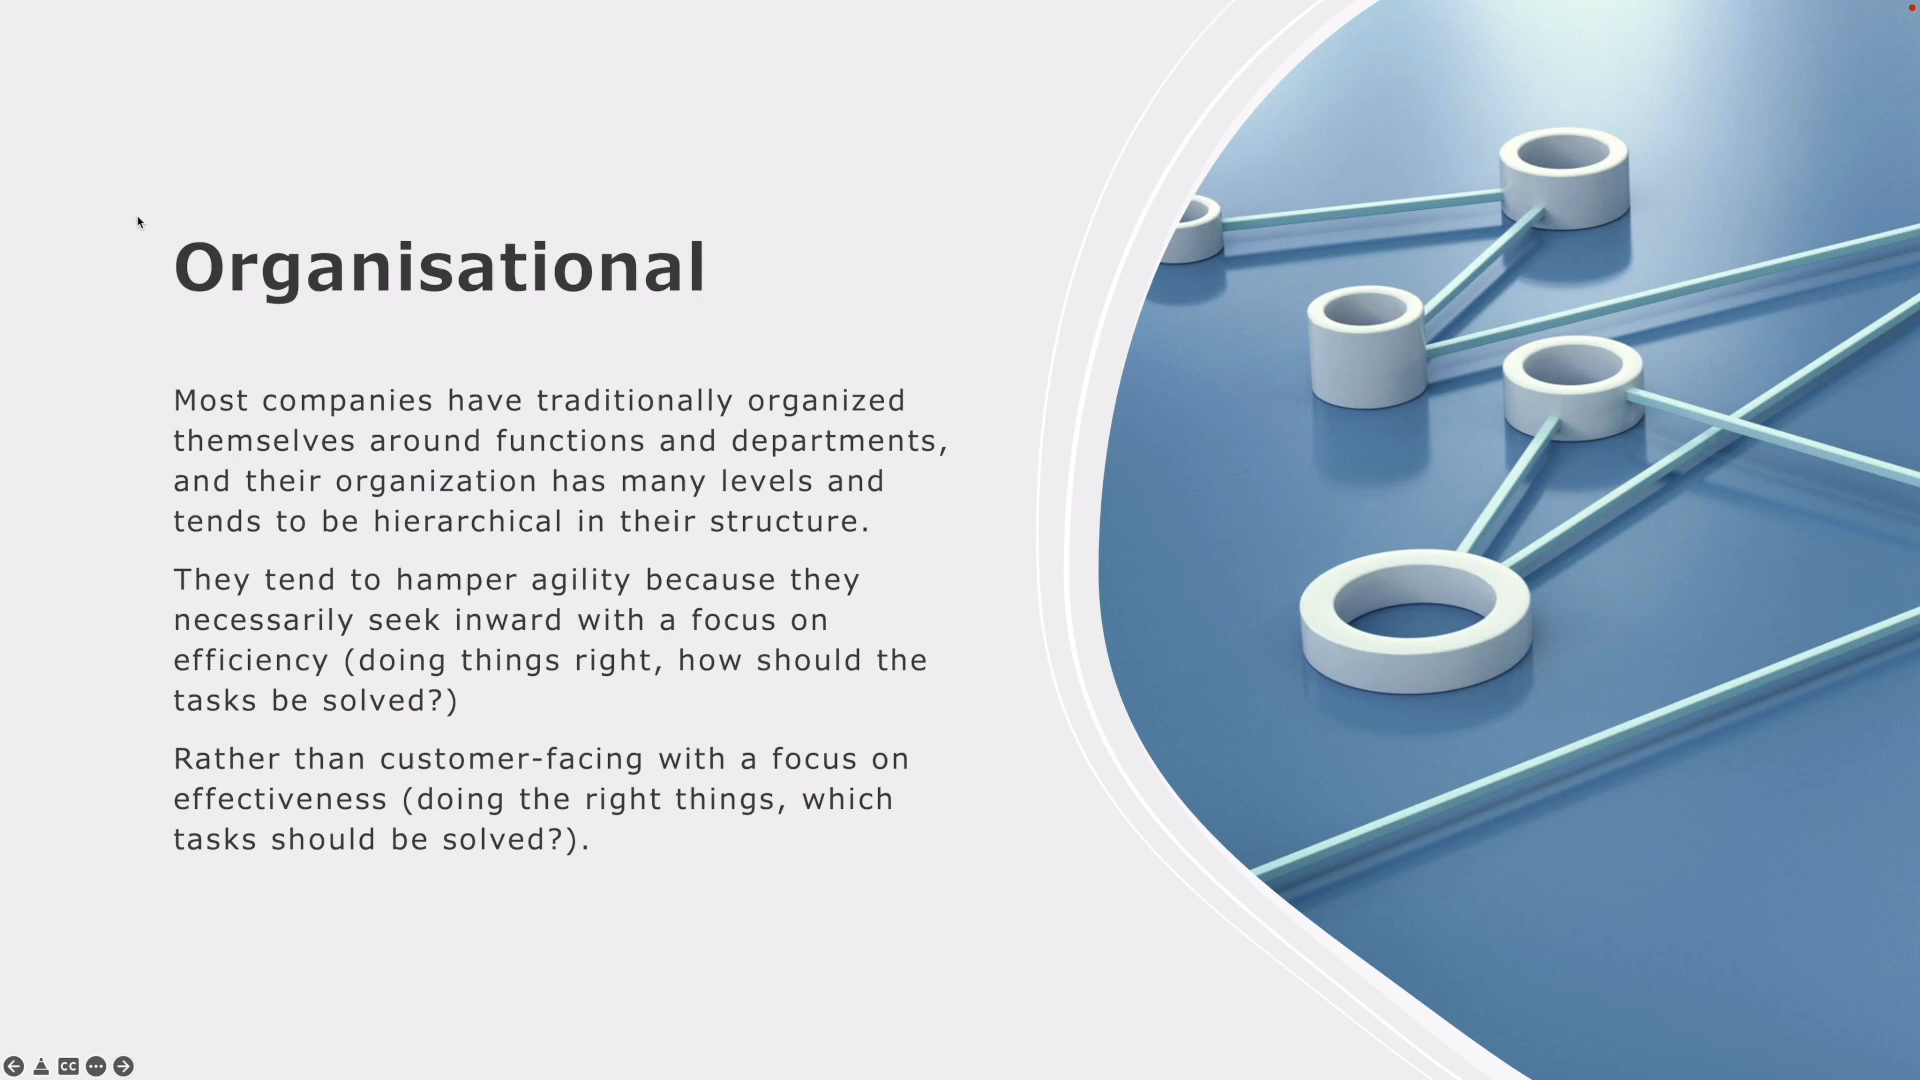 Organisational
Most companies have traditionally organized
themselves around functions and departments,
and their organization has many levels and
tends to be hierarchical in their structure.
They tend to hamper agility because they
necessarily seek inward with a focus on
efficiency (doing things right, how should the
tasks be solved?)
Rather than customer-facing with a focus on
effectiveness (doing the right things, which
tasks should be solved?).
CC